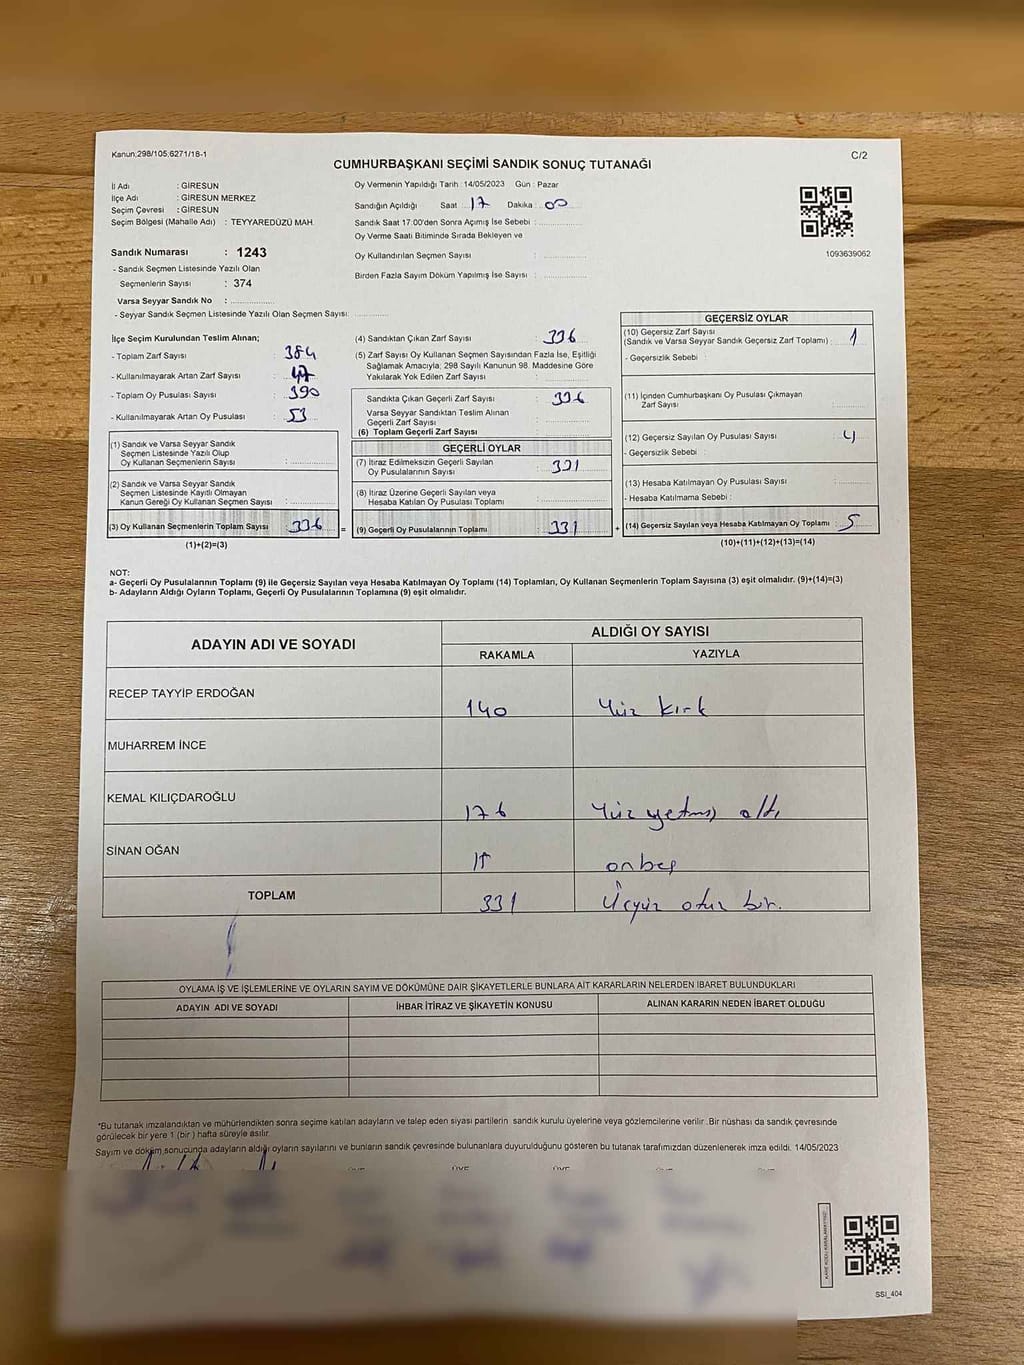 Kanun;298/105;6271/18-1
CUMHURBAŞKANI SEÇİMİ SANDIK SONUÇ TUTANAĞI
C/2
İl Adı : GİRESUN
İlçe Adı : GİRESUN MERKEZ
Seçim Çevresi : GİRESUN
Seçim Bölgesi (Mahalle Adı) : TEYYAREDÜZÜ MAH.
Oy Vermenin Yapıldığı Tarih : 14/05/2023 Gün : Pazar
Sandığın Açıldığı Saat 17 Dakika : 00
Sandık Saat 17.00'den Sonra Açımış İse Sebebi :
Oy Verme Saati Bitiminde Sırada Bekleyen ve
Oy Kullandırılan Seçmen Sayısı :
Birden Fazla Sayım Döküm Yapılmış İse Sayısı :
1093639062
Sandık Numarası : 1243
- Sandık Seçmen Listesinde Yazılı Olan
Seçmenlerin Sayısı : 374
Varsa Seyyar Sandık No :
- Seyyar Sandık Seçmen Listesinde Yazılı Olan Seçmen Sayısı:
İlçe Seçim Kurulundan Teslim Alınan;
- Toplam Zarf Sayısı : 384
- Kullanılmayarak Artan Zarf Sayısı :
- Toplam Oy Pusulası Sayısı : 390
- Kullanılmayarak Artan Oy Pusulası : 53
(1) Sandık ve Varsa Seyyar Sandık
Seçmen Listesinde Yazılı Olup
Oy Kullanan Seçmenlerin Sayısı :
(2) Sandık ve Varsa Seyyar Sandık
Seçmen Listesinde Kayıtlı Olmayan
Kanun Gereği Oy Kullanan Seçmen Sayısı :
(3) Oy Kullanan Seçmenlerin Toplam Sayısı : 336 =
(1)+(2)=(3)
(4) Sandıktan Çıkan Zarf Sayısı : 336
(5) Zarf Sayısı Oy Kullanan Seçmen Sayısından Fazla İse, Eşitliği
Sağlamak Amacıyla, 298 Sayılı Kanunun 98. Maddesine Göre
Yakılarak Yok Edilen Zarf Sayısı :
Sandıkta Çıkan Geçerli Zarf Sayısı : 336
Varsa Seyyar Sandıktan Teslim Alınan
Geçerli Zarf Sayısı :
(6) Toplam Geçerli Zarf Sayısı :
GEÇERLİ OYLAR
(7) İtiraz Edilmeksizin Geçerli Sayılan
Oy Pusulalarının Sayısı : 331
(8) İtiraz Üzerine Geçerli Sayılan veya
Hesaba Katılan Oy Pusulası Toplamı :
(9) Geçerli Oy Pusulalarının Toplamı : 331 +
GEÇERSİZ OYLAR
(10) Geçersiz Zarf Sayısı
(Sandık ve Varsa Seyyar Sandık Geçersiz Zarf Toplamı) : 1
- Geçersizlik Sebebi :
(11) İçinden Cumhurbaşkanı Oy Pusulası Çıkmayan
Zarf Sayısı :
(12) Geçersiz Sayılan Oy Pusulası Sayısı : 4
- Geçersizlik Sebebi :
(13) Hesaba Katılmayan Oy Pusulası Sayısı :
- Hesaba Katılmama Sebebi :
(14) Geçersiz Sayılan veya Hesaba Katılmayan Oy Toplamı : 5
(10)+(11)+(12)+(13)=(14)
NOT:
a- Geçerli Oy Pusulalarının Toplamı (9) ile Geçersiz Sayılan veya Hesaba Katılmayan Oy Toplamı (14) Toplamları, Oy Kullanan Seçmenlerin Toplam Sayısına (3) eşit olmalıdır. (9)+(14)=(3)
b- Adayların Aldığı Oyların Toplamı, Geçerli Oy Pusulalarının Toplamına (9) eşit olmalıdır.
ADAYIN ADI VE SOYADI
ALDIĞI OY SAYISI
RAKAMLA YAZIYLA
RECEP TAYYİP ERDOĞAN 140 Yüz kırk
MUHARREM İNCE
KEMAL KILIÇDAROĞLU 176 Yüz yetmiş altı
SİNAN OĞAN 15 onbeş
TOPLAM 331 Üçyüz otuz bir.
OYLAMA İŞ VE İŞLEMLERİNE VE OYLARIN SAYIM VE DÖKÜMÜNE DAİR ŞİKAYETLERLE BUNLARA AİT KARARLARIN NELERDEN İBARET BULUNDUKLARI
ADAYIN ADI VE SOYADI İHBAR İTİRAZ VE ŞİKAYETİN KONUSU ALINAN KARARIN NEDEN İBARET OLDUĞU
*Bu tutanak imzalandıktan ve mühürlendikten sonra seçime katılan adayların ve talep eden siyasi partilerin sandık kurulu üyelerine veya gözlemcilerine verilir. Bir nüshası da sandık çevresinde
görülecek bir yere 1 (bir) hafta süreyle asılır.
Sayım ve döküm sonucunda adayların aldığı oyların sayılarını ve bunların sandık çevresinde bulunanlara duyurulduğunu gösteren bu tutanak tarafımızdan düzenlenerek imza edildi. 14/05/2023
SSİ_404